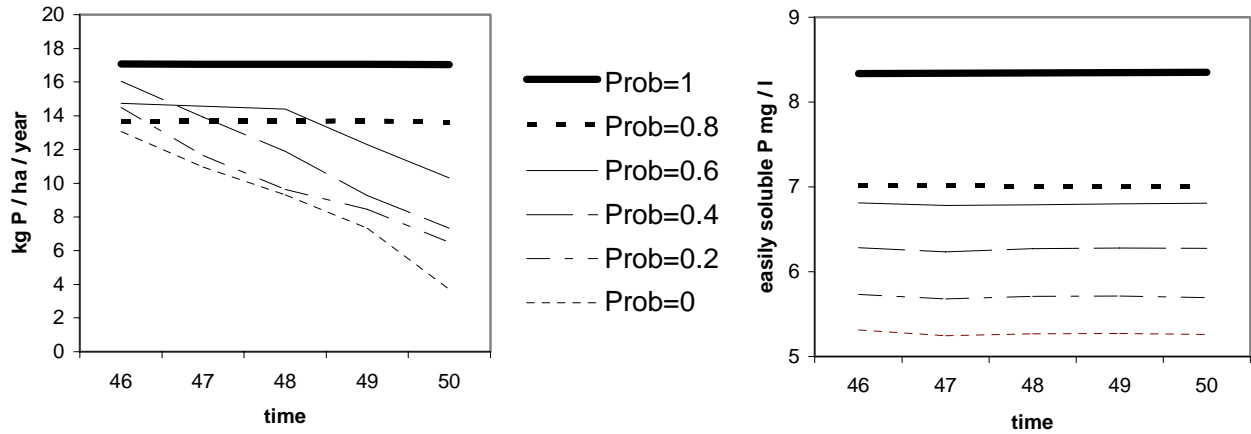 20
18
16
14
12
10
8
6
4
2
0
kg P / ha / year
46 47 48 49 50
time
Prob=1
Prob=0.8
Prob=0.6
Prob=0.4
Prob=0.2
Prob=0
9
8
7
6
5
easily soluble P mg / l
46 47 48 49 50
time